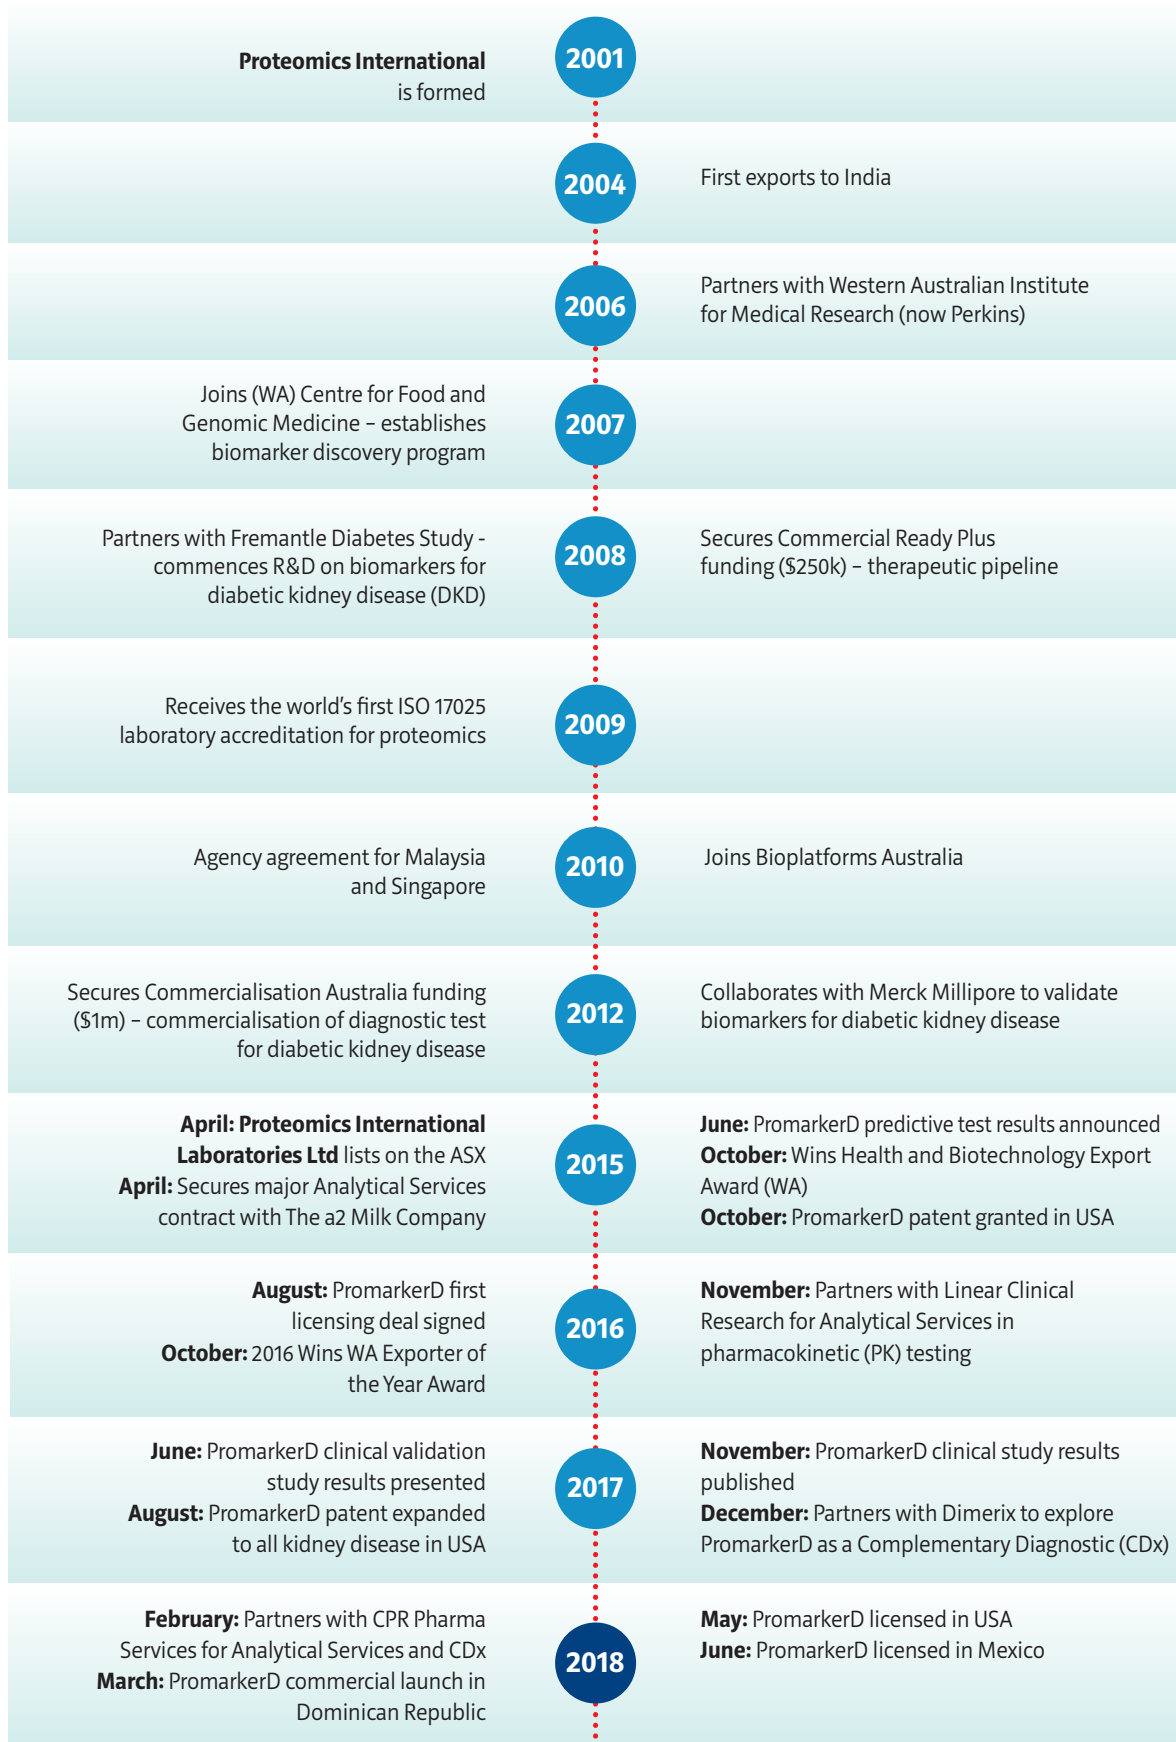 Proteomics International
is formed
2001
2004
First exports to India
2006
Partners with Western Australian Institute
for Medical Research (now Perkins)
Joins (WA) Centre for Food and
Genomic Medicine – establishes
biomarker discovery program
2007
Partners with Fremantle Diabetes Study -
commences R&D on biomarkers for
diabetic kidney disease (DKD)
2008
Secures Commercial Ready Plus
funding ($250k) – therapeutic pipeline
Receives the world's first ISO 17025
laboratory accreditation for proteomics
2009
Agency agreement for Malaysia
and Singapore
2010
Joins Bioplatforms Australia
Secures Commercialisation Australia funding
($1m) – commercialisation of diagnostic test
for diabetic kidney disease
2012
Collaborates with Merck Millipore to validate
biomarkers for diabetic kidney disease
April: Proteomics International
Laboratories Ltd lists on the ASX
April: Secures major Analytical Services
contract with The a2 Milk Company
2015
June: PromarkerD predictive test results announced
October: Wins Health and Biotechnology Export
Award (WA)
October: PromarkerD patent granted in USA
August: PromarkerD first
licensing deal signed
October: 2016 Wins WA Exporter of
the Year Award
2016
November: Partners with Linear Clinical
Research for Analytical Services in
pharmacokinetic (PK) testing
June: PromarkerD clinical validation
study results presented
August: PromarkerD patent expanded
to all kidney disease in USA
2017
November: PromarkerD clinical study results
published
December: Partners with Dimerix to explore
PromarkerD as a Complementary Diagnostic (CDx)
February: Partners with CPR Pharma
Services for Analytical Services and CDx
March: PromarkerD commercial launch in
Dominican Republic
2018
May: PromarkerD licensed in USA
June: PromarkerD licensed in Mexico